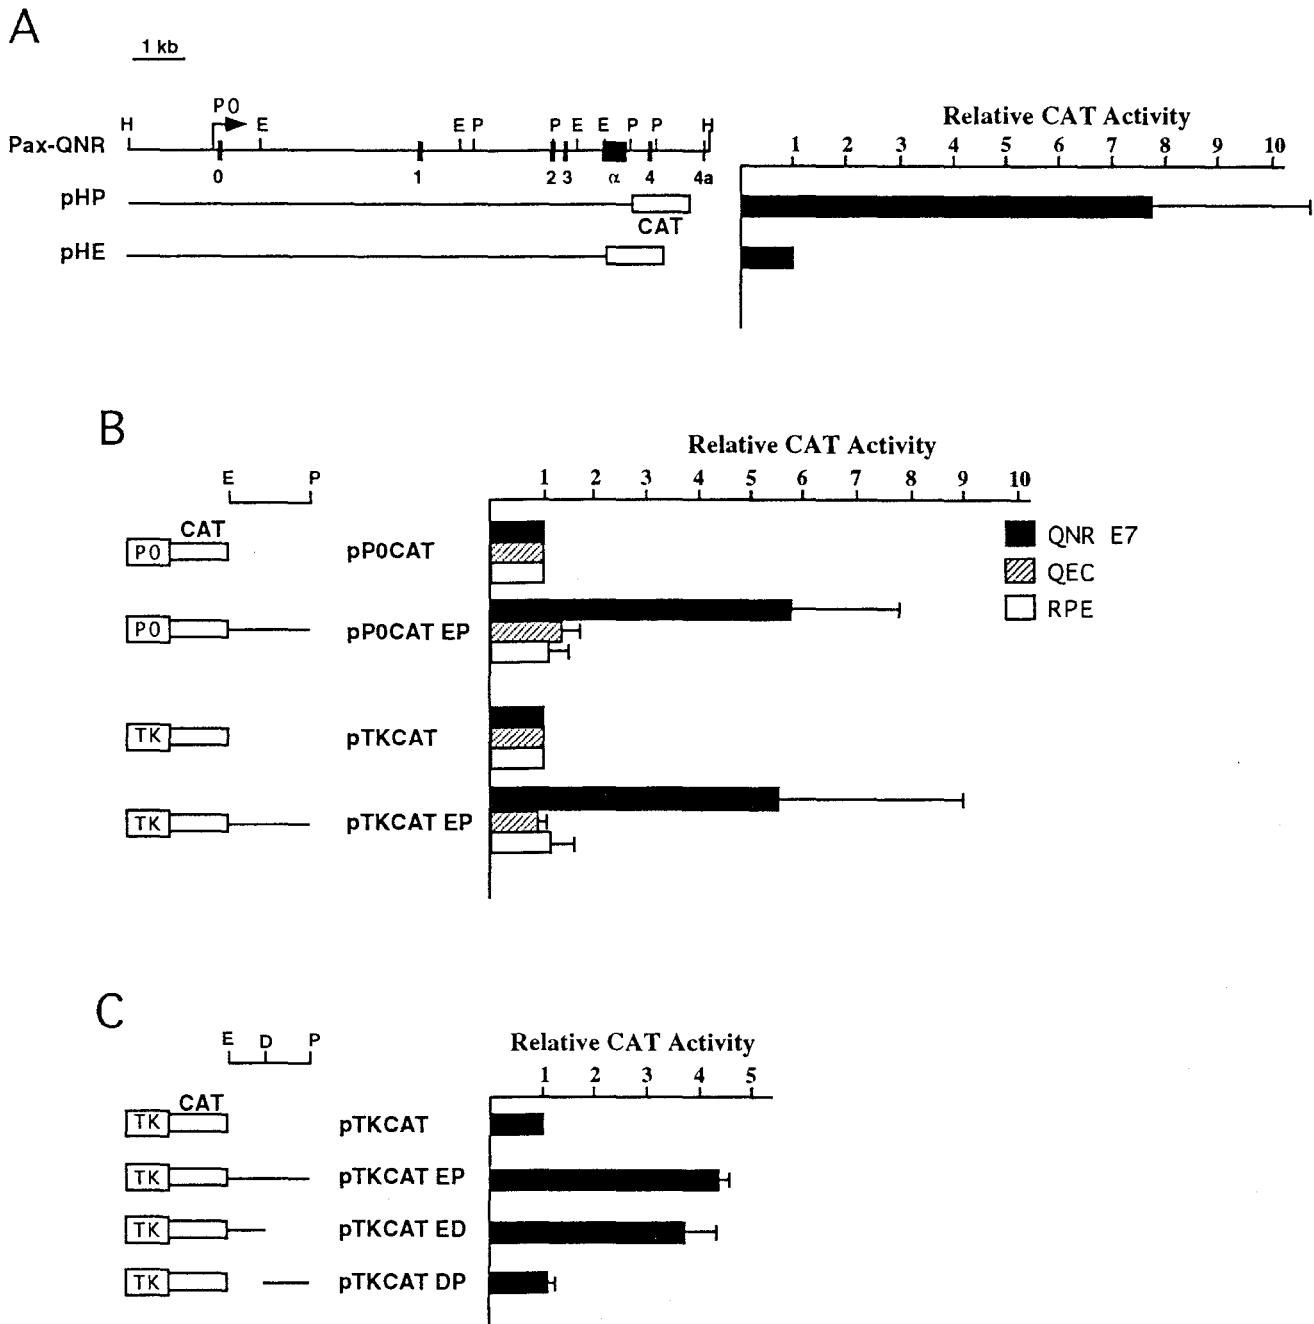 A
1 kb
P0
H E E P P E E P P H
Relative CAT Activity
Pax-QNR
1 2 3 4 5 6 7 8 9 10
0 1 2 3 α 4 4a
pHP
CAT
pHE
B
Relative CAT Activity
E P
1 2 3 4 5 6 7 8 9 10
CAT
P0 pP0CAT
QNR E7
QEC
RPE
P0 pP0CAT EP
TK pTKCAT
TK pTKCAT EP
C
E D P
Relative CAT Activity
1 2 3 4 5
CAT
TK pTKCAT
TK pTKCAT EP
TK pTKCAT ED
TK pTKCAT DP